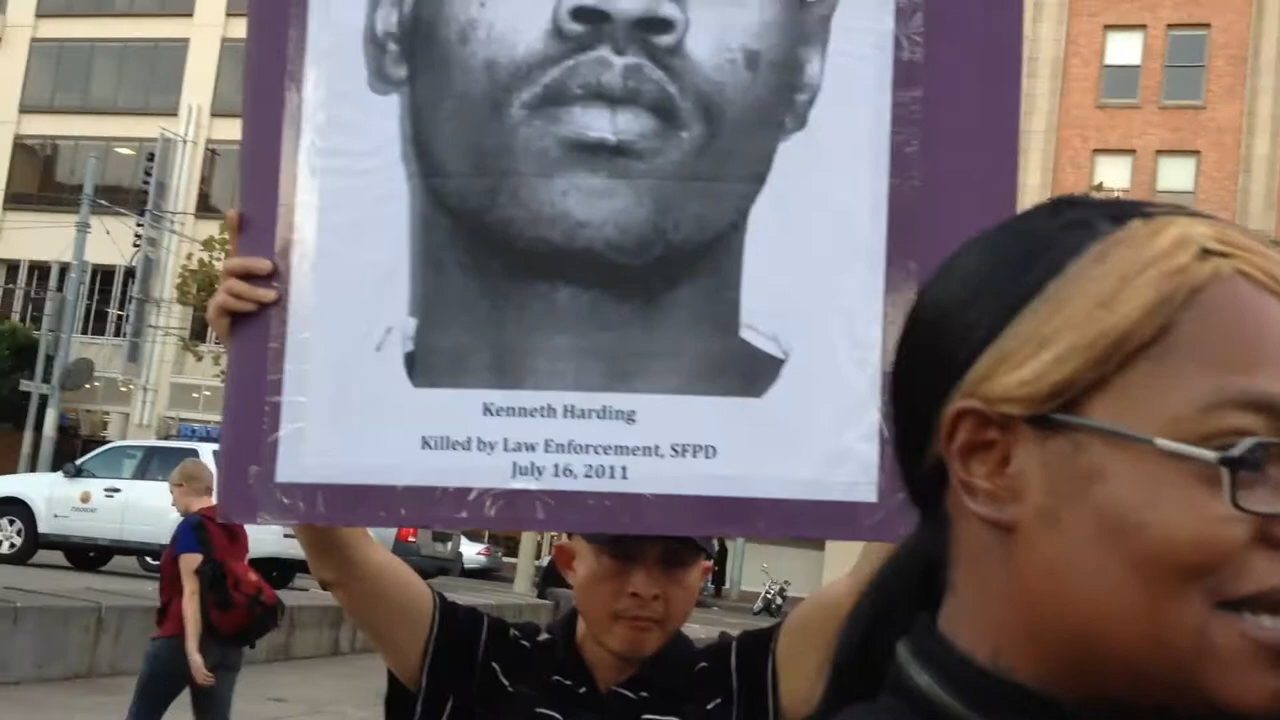 Kenneth Harding
Killed by Law Enforcement, SFPD
July 16, 2011